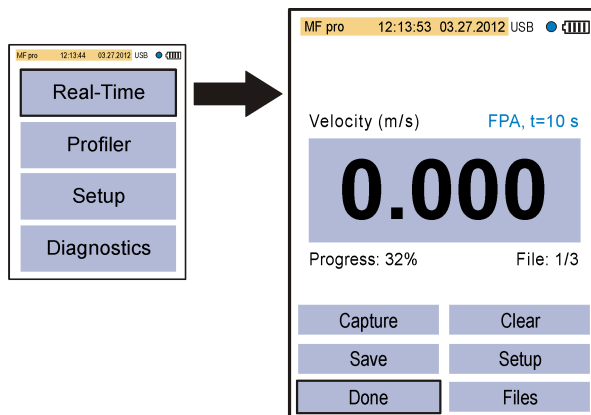 MF pro 12:13:44 03.27.2012 USB
Real-Time
Profiler
Setup
Diagnostics
MF pro 12:13:53 03.27.2012 USB
Velocity (m/s) FPA, t=10 s
0.000
Progress: 32% File: 1/3
Capture Clear
Save Setup
Done Files